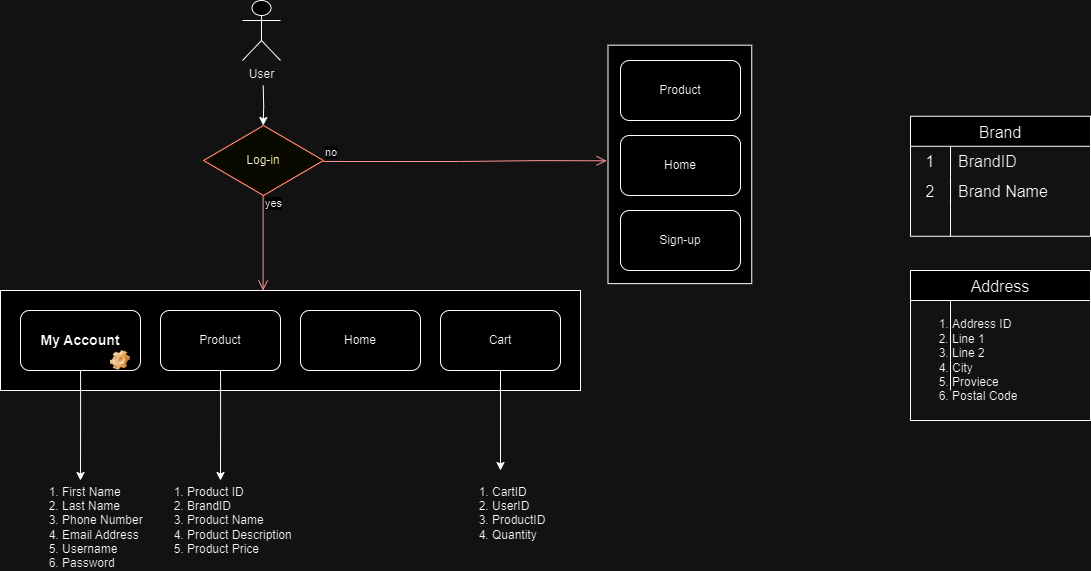 User
Log-in
no
yes
Product
Home
Sign-up
My Account
Product
Home
Cart
1. First Name
2. Last Name
3. Phone Number
4. Email Address
5. Username
6. Password
1. Product ID
2. BrandID
3. Product Name
4. Product Description
5. Product Price
1. CartID
2. UserID
3. ProductID
4. Quantity
Brand
1 BrandID
2 Brand Name
Address
1. Address ID
2. Line 1
3. Line 2
4. City
5. Proviece
6. Postal Code